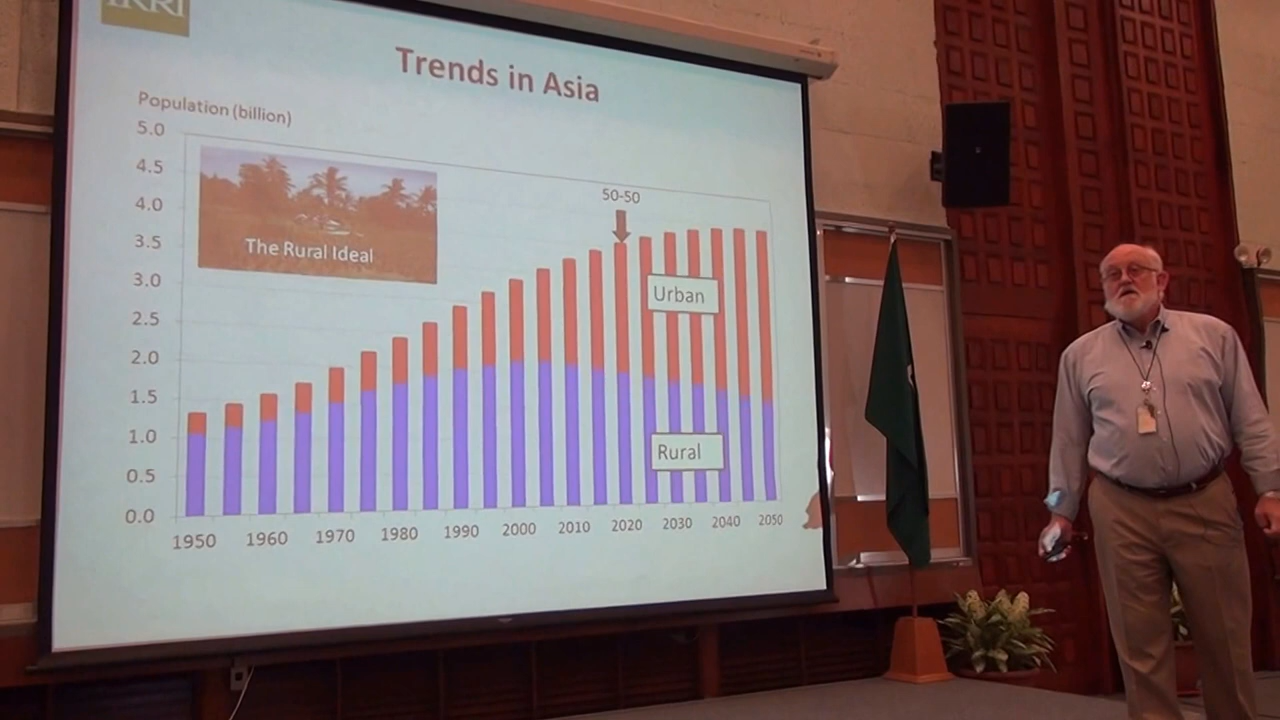 IRRI
Trends in Asia
Population (billion)
5.0
4.5
4.0
3.5
3.0
2.5
2.0
1.5
1.0
0.5
0.0
The Rural Ideal
50-50
Urban
Rural
1950 1960 1970 1980 1990 2000 2010 2020 2030 2040 2050